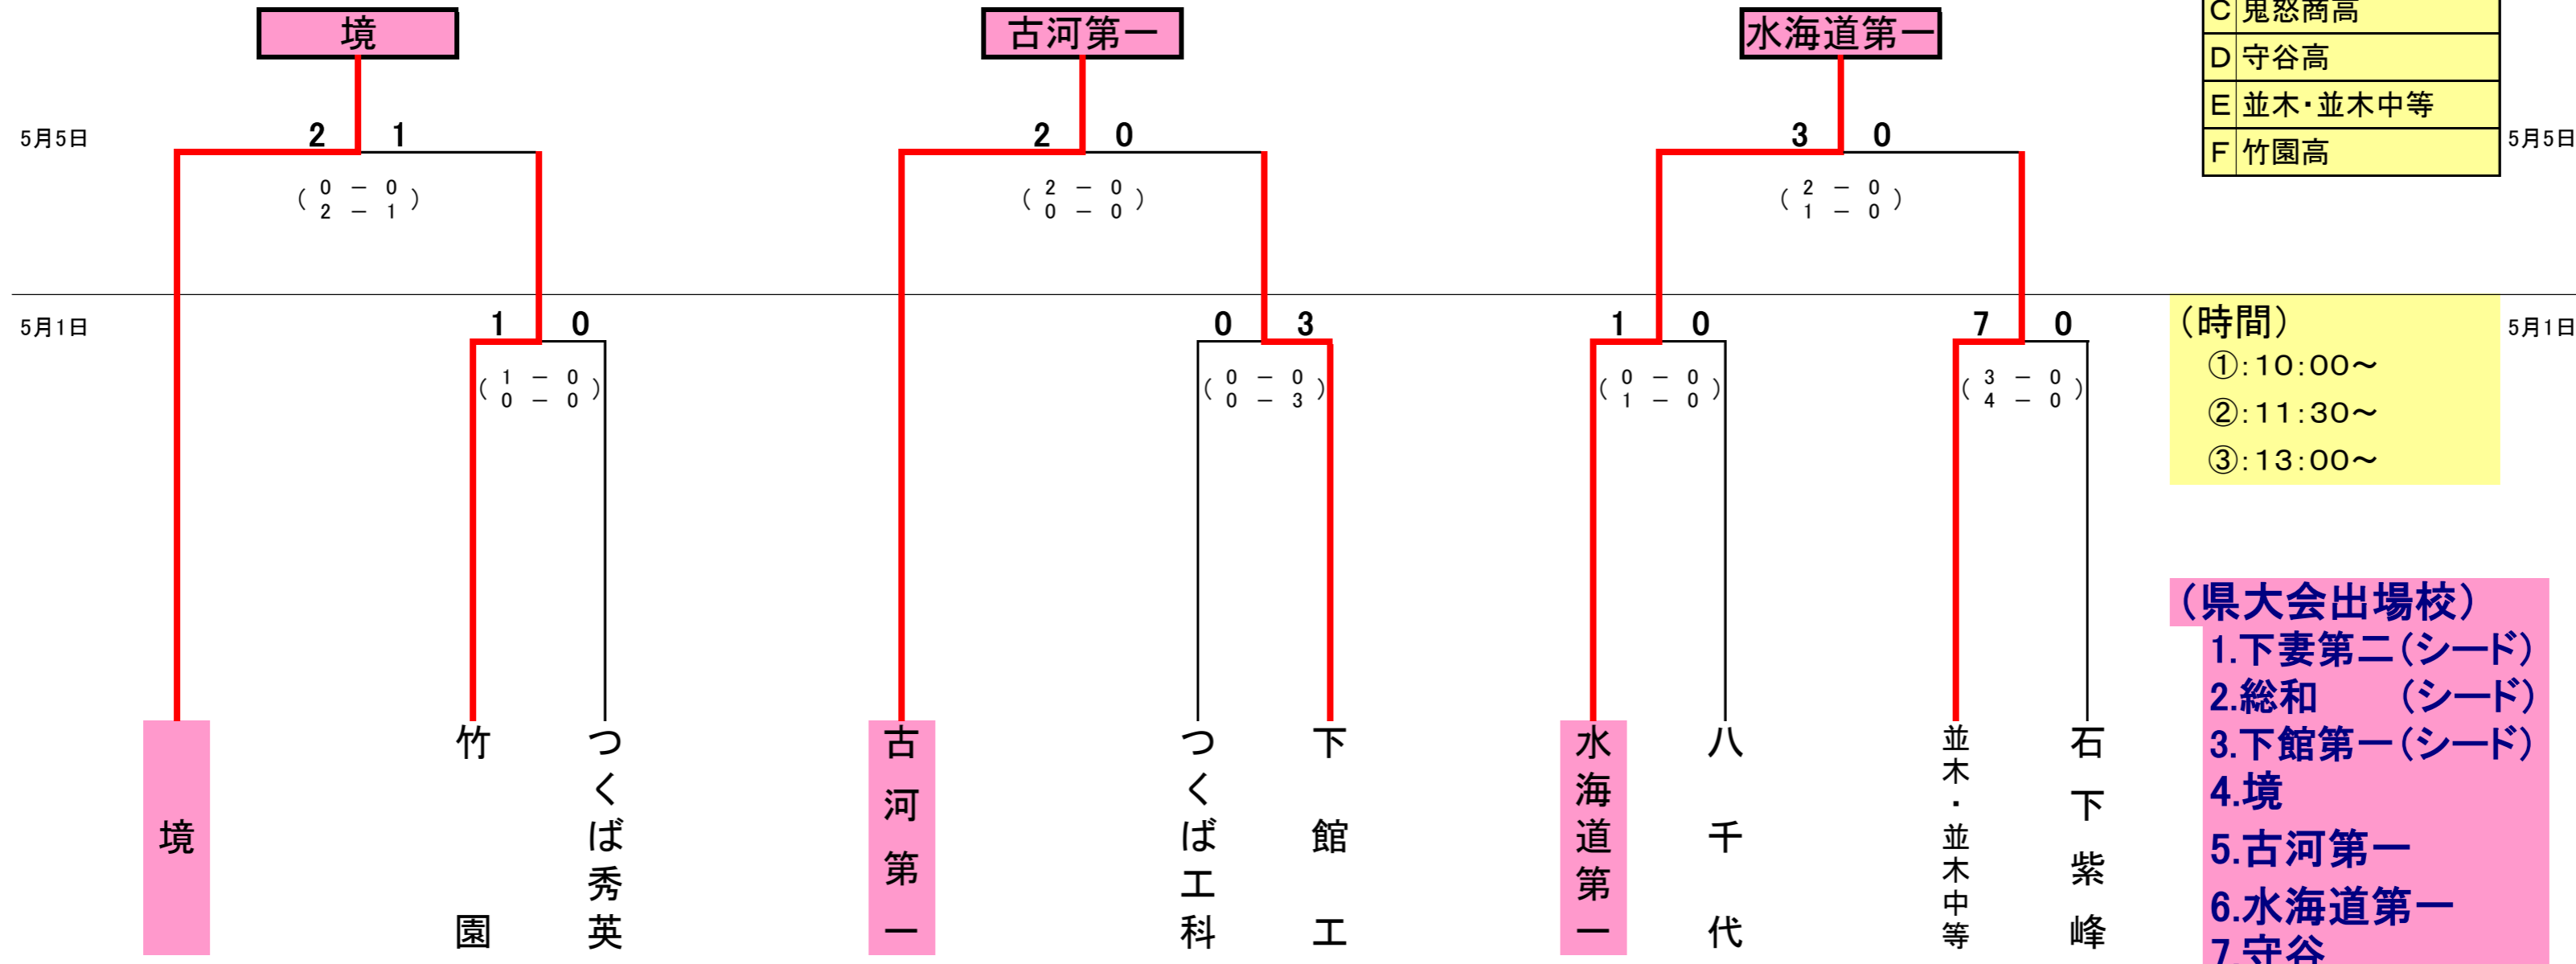 境
古河第一
水海道第一
C 鬼怒商高
D 守谷高
E 並木・並木中等
F 竹園高
5月5日
2 1
2 0
3 0
5月5日
( 0 － 0
2 － 1 )
( 2 － 0
0 － 0 )
( 2 － 0
1 － 0 )
5月1日
1 0
0 3
1 0
7 0
5月1日
( 1 － 0
0 － 0 )
( 0 － 0
0 － 3 )
( 0 － 0
1 － 0 )
( 3 － 0
4 － 0 )
（時間）
①：１０：００～
②：１１：３０～
③：１３：００～
境
竹園
つくば秀英
古河第一
つくば工科
下館工
水海道第一
八千代
並木・並木中等
石下紫峰
（県大会出場校）
1.下妻第二（シード）
2.総和　　（シード）
3.下館第一（シード）
4.境
5.古河第一
6.水海道第一
7.守谷